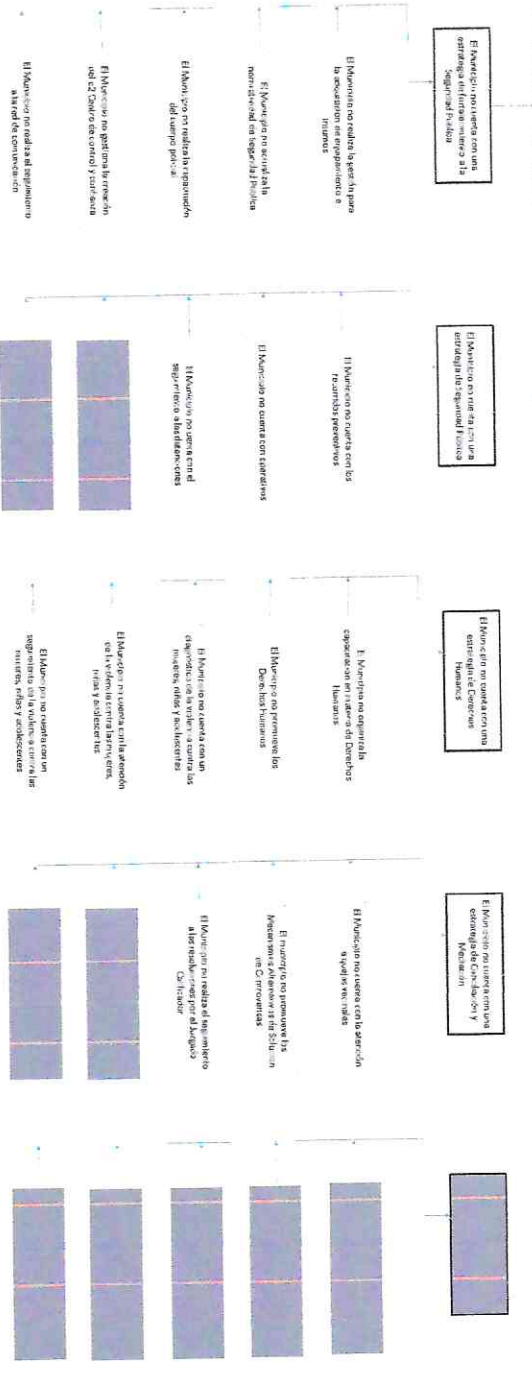 El Municipio no cuenta con una
estrategia de fortalecimiento a la
Seguridad Pública
El Municipio no realiza la gestión para
la adquisición de equipamiento e
insumos
El Municipio no actualiza la
normatividad de Seguridad Pública
El Municipio no realiza la capacitación
del cuerpo policial
El Municipio no gestiona la creación
del c2 Centro de control y confianza
El Municipio no realiza el seguimiento
a la red de comunicación
El Municipio no cuenta con una
estrategia de Seguridad Pública
El Municipio no cuenta con los
recorridos preventivos
El Municipio no cuenta con operativos
El Municipio no cuenta con el
seguimiento a las detenciones
El Municipio no cuenta con una
estrategia de Derechos
Humanos
El Municipio no organiza la
capacitación en materia de Derechos
Humanos
El Municipio no promueve los
Derechos Humanos
El Municipio no cuenta con un
diagnóstico de la violencia contra las
mujeres, niñas y adolescentes
El Municipio no cuenta con la atención
de la violencia contra las mujeres,
niñas y adolescentes
El Municipio no cuenta con un
seguimiento de la violencia contra las
mujeres, niñas y adolescentes
El Municipio no cuenta con una
estrategia de Conciliación y
Mediación
El Municipio no cuenta con la atención
a quejas vecinales
El municipio no promueve los
Mecanismos Alternativos de Solución
de Controversias
El Municipio no realiza el seguimiento
a las resoluciones por el Juzgado
Calificador